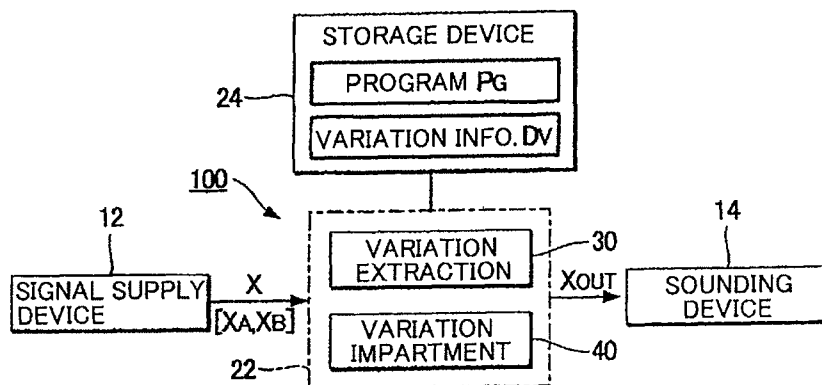 STORAGE DEVICE
PROGRAM PG
24
VARIATION INFO. DV
100
12
SIGNAL SUPPLY
DEVICE
X
[XA,XB]
VARIATION
EXTRACTION
30
VARIATION
IMPARTMENT
40
22
XOUT
14
SOUNDING
DEVICE